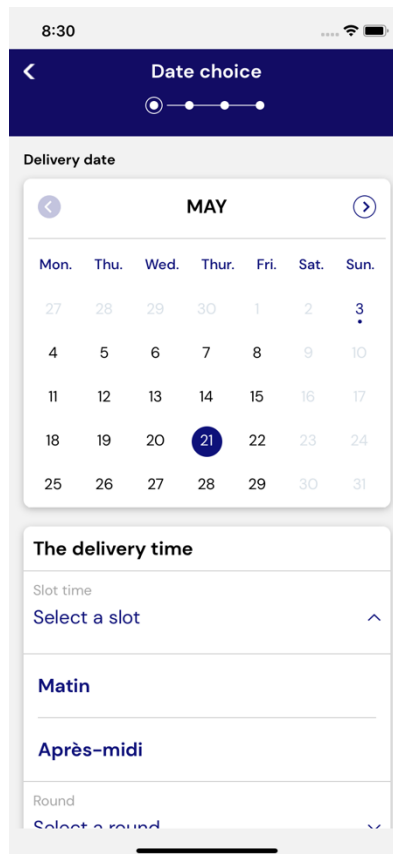 8:30
Date choice
Delivery date
MAY
Mon. Thu. Wed. Thur. Fri. Sat. Sun.
27 28 29 30 1 2 3
4 5 6 7 8 9 10
11 12 13 14 15 16 17
18 19 20 21 22 23 24
25 26 27 28 29 30 31
The delivery time
Slot time
Select a slot
Matin
Après-midi
Round
Select a round